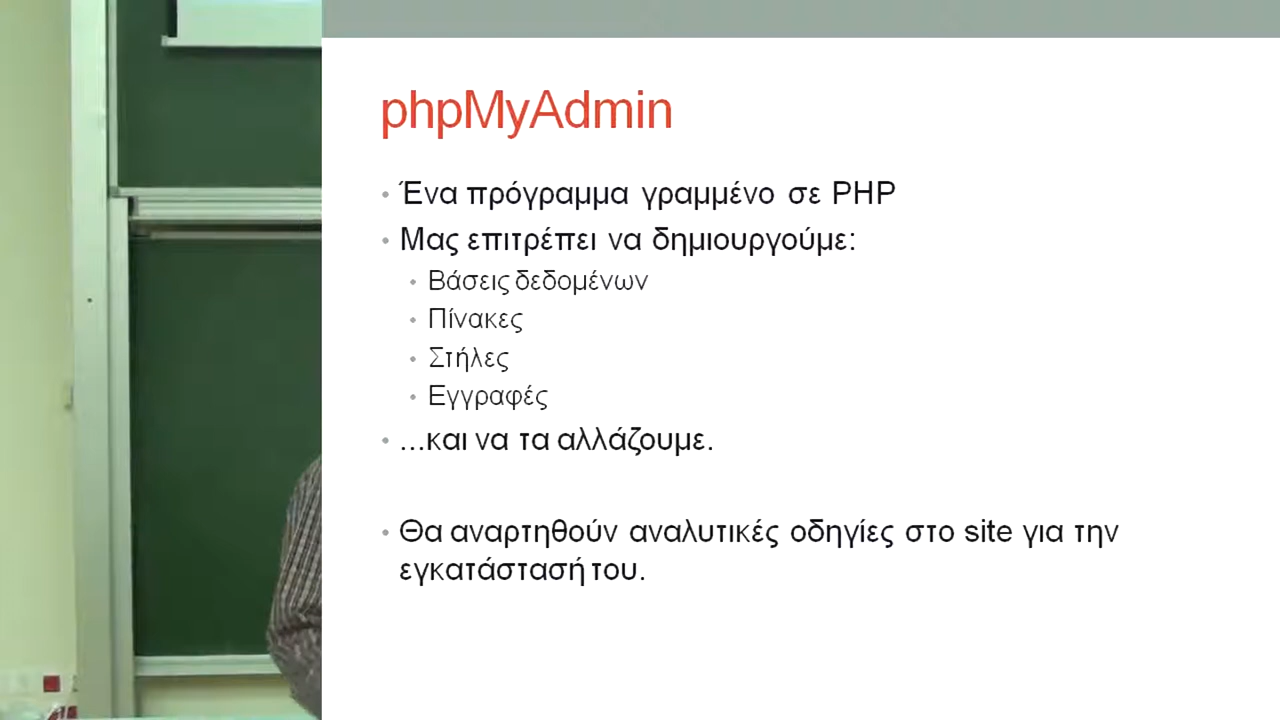 phpMyAdmin
• Ένα πρόγραμμα γραμμένο σε PHP
• Μας επιτρέπει να δημιουργούμε:
• Βάσεις δεδομένων
• Πίνακες
• Στήλες
• Εγγραφές
• ...και να τα αλλάζουμε.
• Θα αναρτηθούν αναλυτικές οδηγίες στο site για την
εγκατάστασή του.